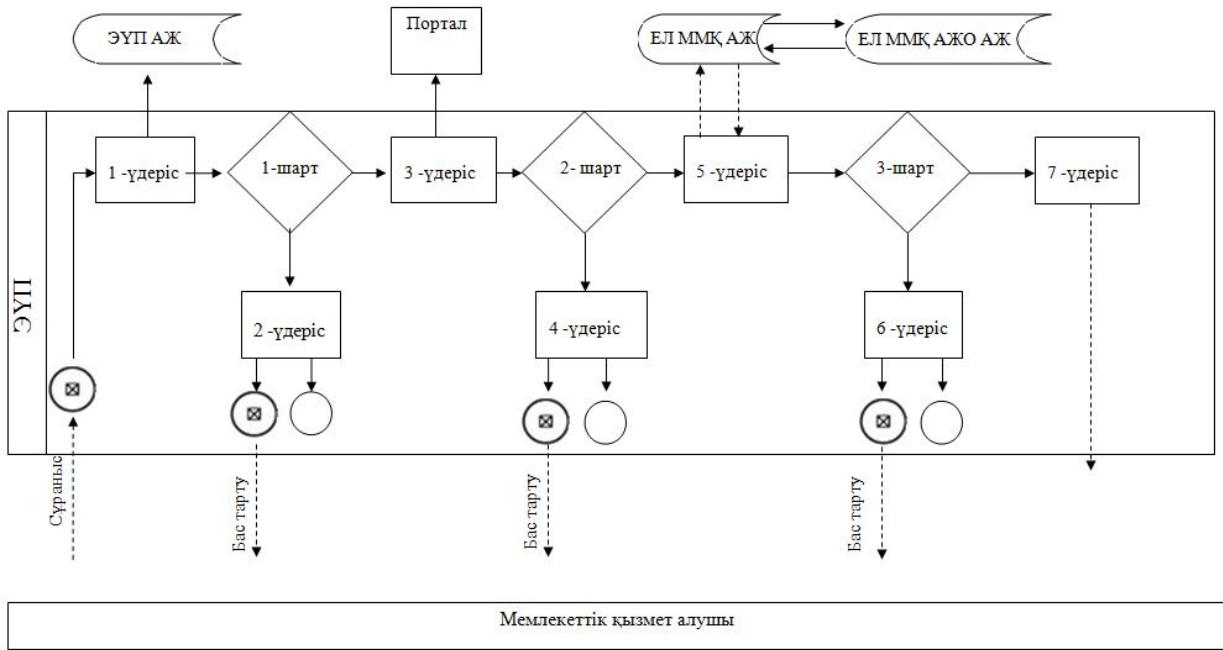 ЭҮП АЖ
Портал
ЕЛ ММҚ АЖ
ЕЛ ММҚ АЖО АЖ
1 -үдеріс
1-шарт
3 -үдеріс
2- шарт
5 -үдеріс
3-шарт
7 -үдеріс
ЭҮП
2 -үдеріс
4 -үдеріс
6 -үдеріс
Сұраныс
Бас тарту
Бас тарту
Бас тарту
Мемлекеттік қызмет алушы